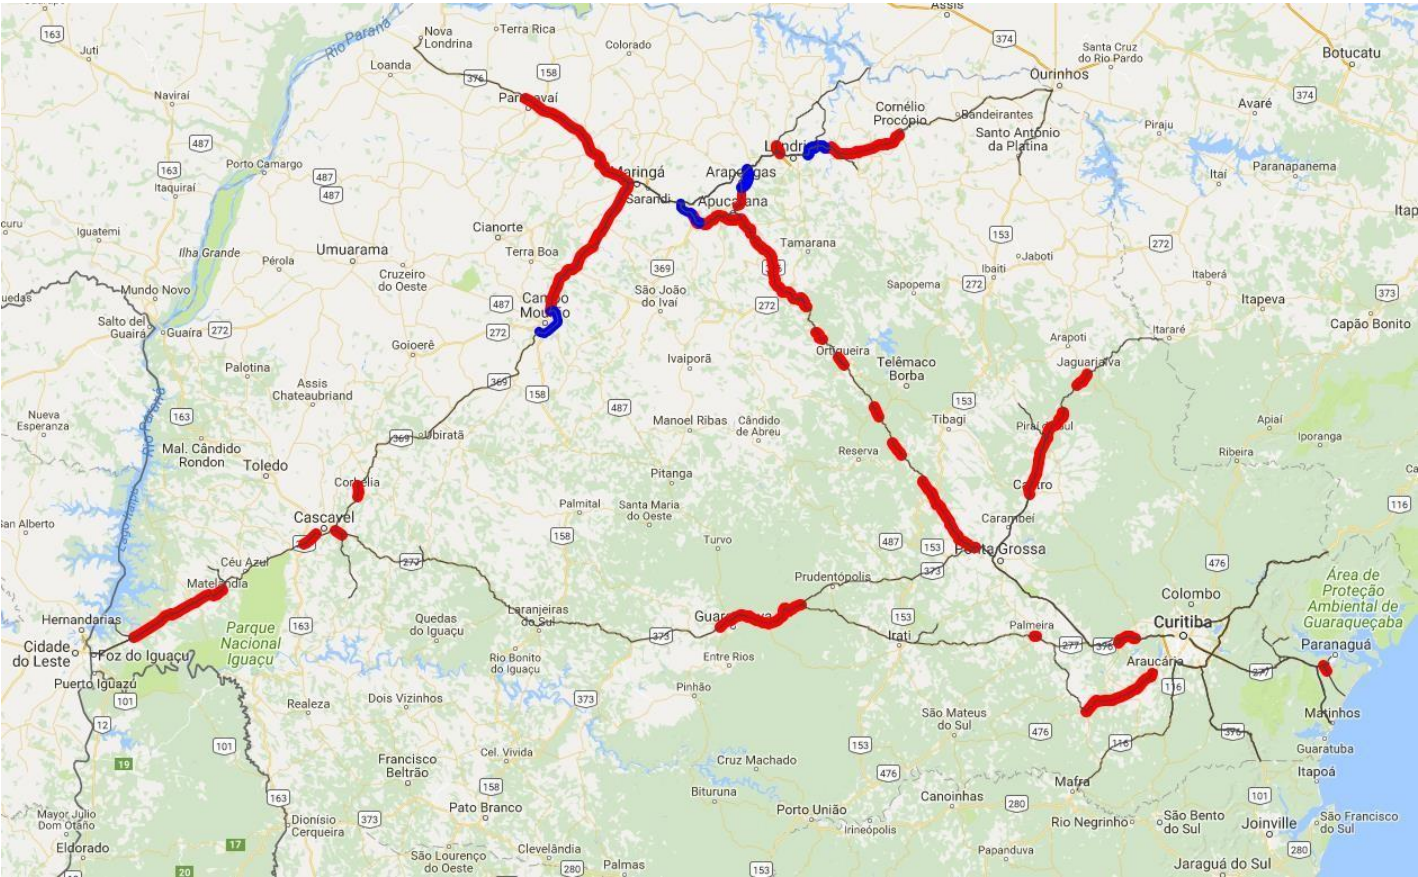 Assis
163
Nova
Londrina
Terra Rica
374
Juti
Rio Paraná
Colorado
Santa Cruz
do Rio Pardo
Botucatu
Loanda
376
158
Ourinhos
Naviraí
Cornélio
Procópio
Bandeirantes
374
Avaré
Santo Antônio
da Platina
Piraju
487
Porto Camargo
163
Itaquiraí
487
487
Maringá
Sarandi
Itaí
Paranapanema
Apucarana
Iguatemi
Cianorte
153
Ilha Grande
Umuarama
Terra Boa
Tamarana
272
Pérola
Cruzeiro
do Oeste
369
Ibaiti
Jaboti
Itaberá
Mundo Novo
São João
do Ivaí
Sapopema
272
373
487
272
Itapeva
Salto del
Guairá
Guaíra
272
272
Itararé
Capão Bonito
Goioerê
Arapoti
Ortigueira
Ivaiporã
Telêmaco
Borba
Jaguariaíva
Palotina
Assis
Chateaubriand
369
158
153
Nueva
Esperanza
163
487
Manoel Ribas
Cândido
de Abreu
Tibagi
Apiaí
Rio Paraná
369
Ubiratã
Iporanga
Mal. Cândido
Rondon
Toledo
Reserva
Ribeira
Pitanga
Corbélia
Castro
Palmital
Santa Maria
do Oeste
116
San Alberto
Cascavel
Carambeí
Lago Itaipu
158
Turvo
487
153
Ponta Grossa
Céu Azul
277
373
476
Matelândia
Prudentópolis
Área de
Proteção
Ambiental de
Guaraqueçaba
Colombo
Hernandarias
Laranjeiras
do Sul
153
Palmeira
Curitiba
Cidade
do Leste
Parque
Nacional
Iguaçu
163
Quedas
do Iguaçu
373
Irati
277
376
Paranaguá
Foz do Iguaçu
Rio Bonito
do Iguaçu
Entre Rios
Araucária
277
Puerto Iguazú
116
101
Dois Vizinhos
373
Pinhão
Realeza
São Mateus
do Sul
Matinhos
12
476
376
101
153
116
Guaratuba
Francisco
Beltrão
Cel. Vivida
Cruz Machado
19
476
Itapoá
Mafra
163
158
Bituruna
Canoinhas
280
101
Mayor Julio
Dom Otaño
Dionísio
Cerqueira
373
Pato Branco
Porto União
Irineópolis
Rio Negrinho
São Bento
do Sul
Joinville
São Francisco
do Sul
17
Eldorado
Clevelândia
Papanduva
280
São Lourenço
do Oeste
20
280
Palmas
153
Jaraguá do Sul